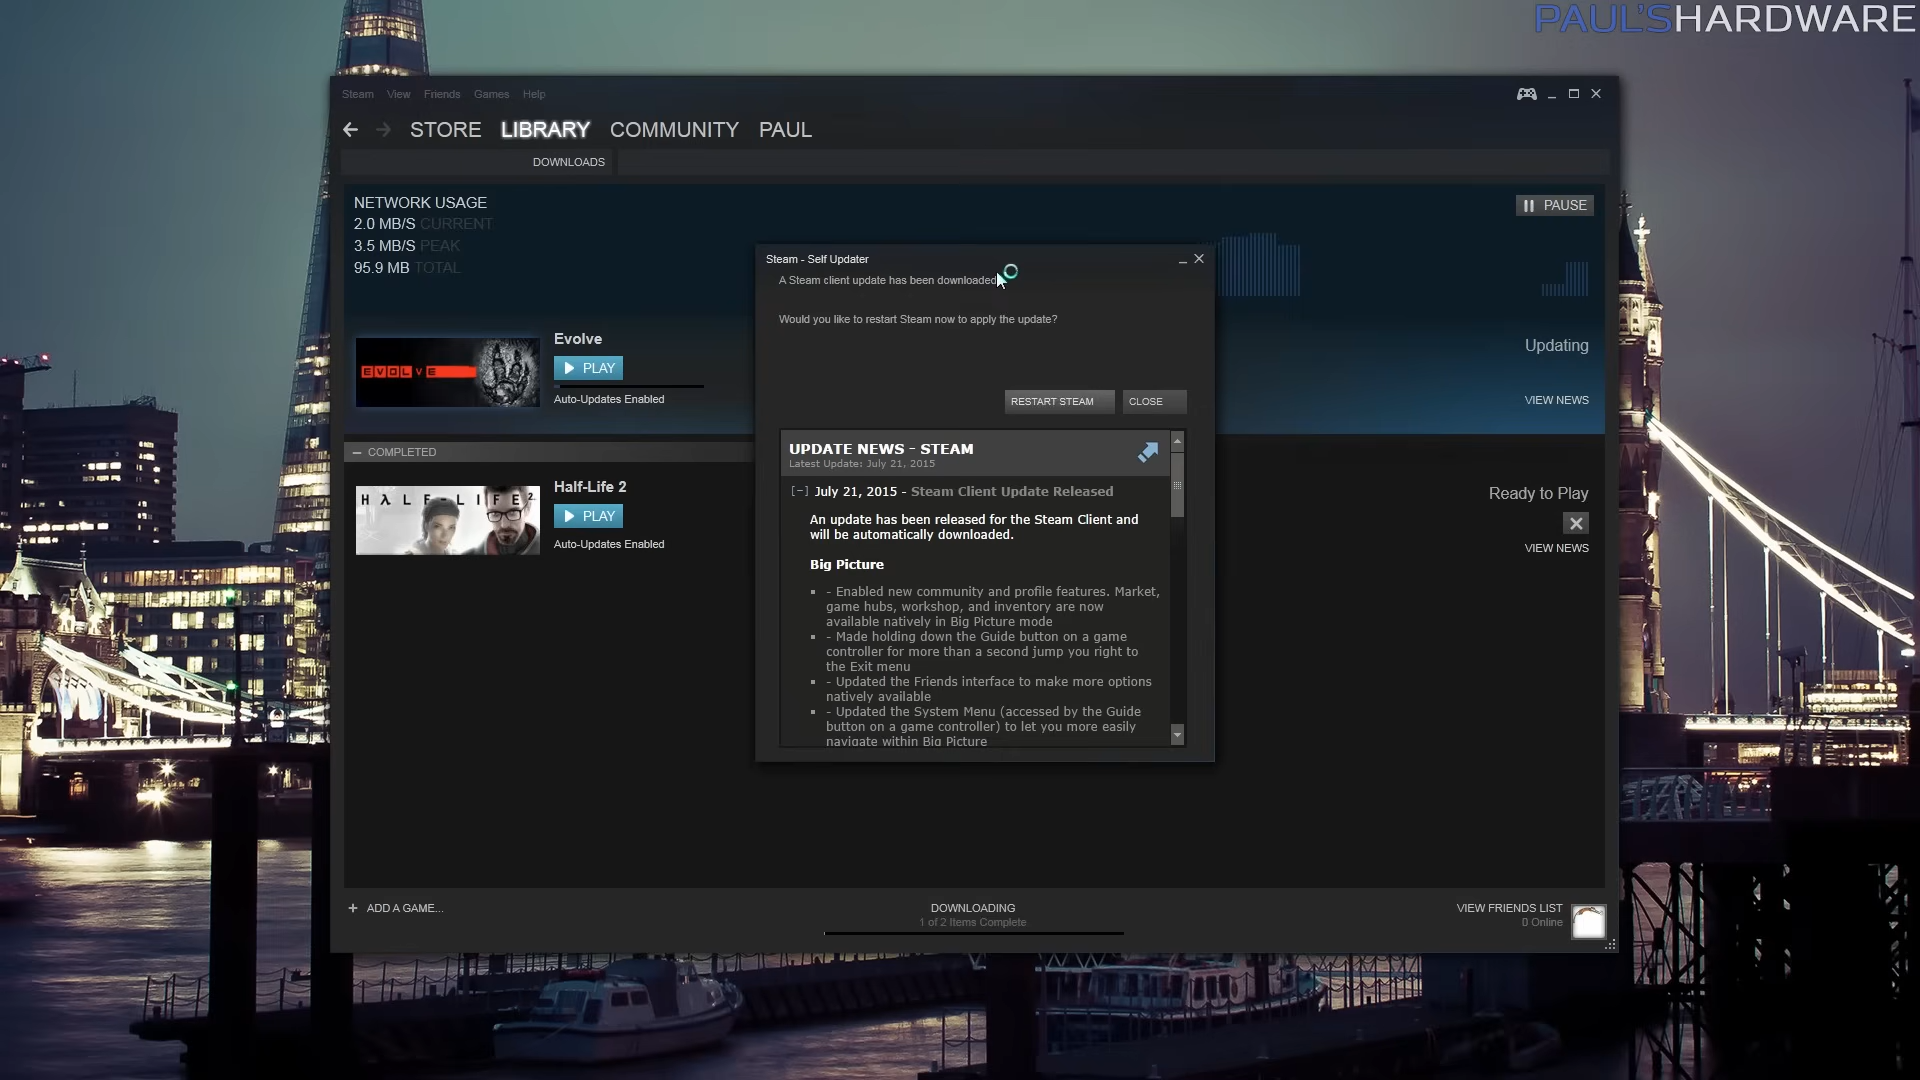 PAUL'SHARDWARE
Steam View Friends Games Help
STORE LIBRARY COMMUNITY PAUL
DOWNLOADS
NETWORK USAGE
2.0 MB/S CURRENT
3.5 MB/S PEAK
95.9 MB TOTAL
PAUSE
Evolve
EVOLVE
PLAY
Auto-Updates Enabled
Updating
VIEW NEWS
COMPLETED
Half-Life 2
HλLF-LIFE 2
PLAY
Auto-Updates Enabled
Ready to Play
VIEW NEWS
Steam - Self Updater
A Steam client update has been downloaded
Would you like to restart Steam now to apply the update?
RESTART STEAM CLOSE
UPDATE NEWS - STEAM
Latest Update: July 21, 2015
[-] July 21, 2015 - Steam Client Update Released
An update has been released for the Steam Client and
will be automatically downloaded.
Big Picture
- Enabled new community and profile features. Market,
game hubs, workshop, and inventory are now
available natively in Big Picture mode
- Made holding down the Guide button on a game
controller for more than a second jump you right to
the Exit menu
- Updated the Friends interface to make more options
natively available
- Updated the System Menu (accessed by the Guide
button on a game controller) to let you more easily
navigate within Big Picture
+ ADD A GAME...
DOWNLOADING
1 of 2 Items Complete
VIEW FRIENDS LIST
0 Online